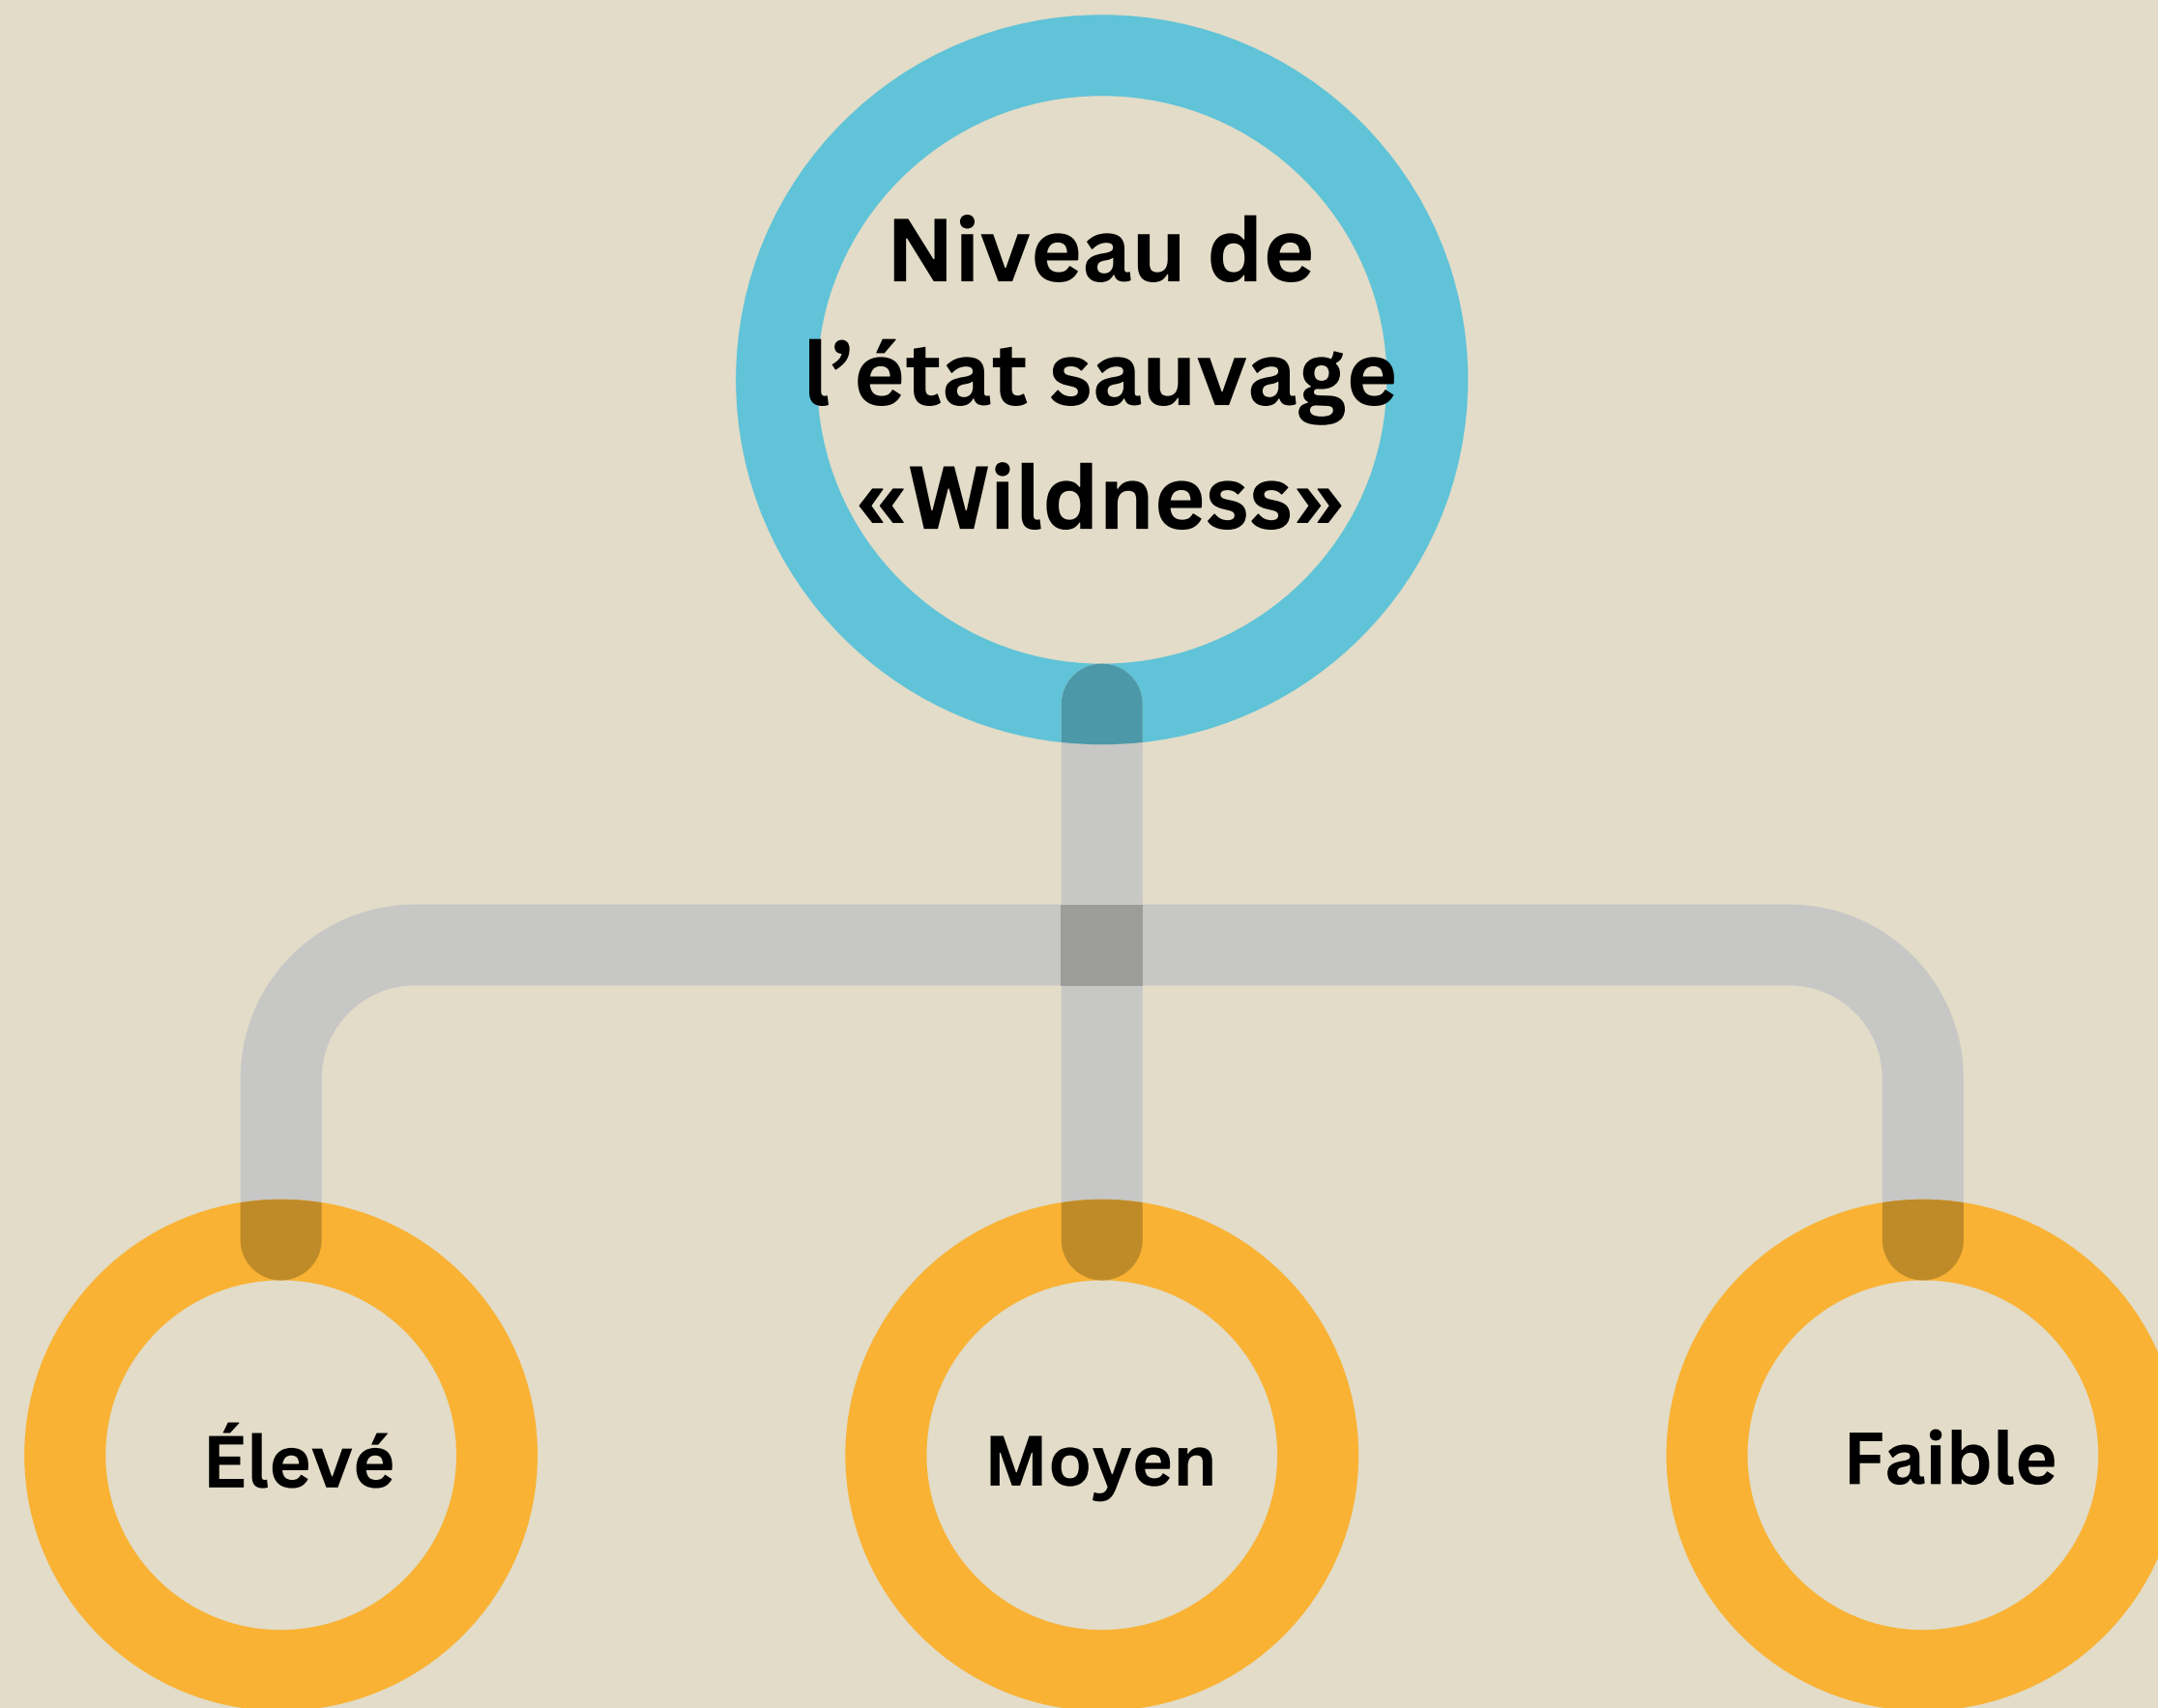 Niveau de
l’état sauvage
«Wildness»
Élevé
Moyen
Faible